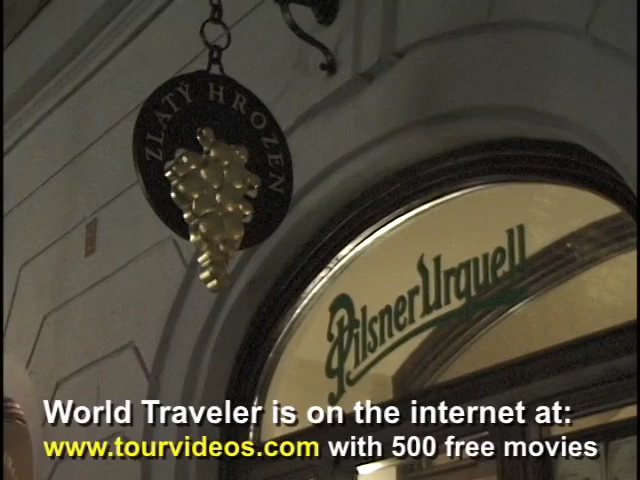 ZLATÝ HROZEN
Pilsner Urquell
World Traveler is on the internet at:
www.tourvideos.com with 500 free movies